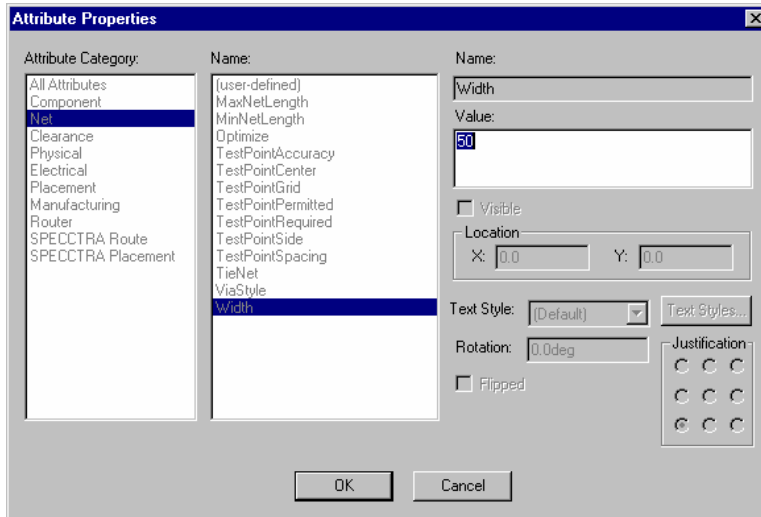 Attribute Properties
Attribute Category:
All Attributes
Component
Net
Clearance
Physical
Electrical
Placement
Manufacturing
Router
SPECCTRA Route
SPECCTRA Placement
Name:
(user-defined)
MaxNetLength
MinNetLength
Optimize
TestPointAccuracy
TestPointCenter
TestPointGrid
TestPointPermitted
TestPointRequired
TestPointSide
TestPointSpacing
TieNet
ViaStyle
Width
Name:
Width
Value:
50
Visible
Location
X: 0.0 Y: 0.0
Text Style: (Default) Text Styles...
Rotation: 0.0deg
Justification
Flipped
OK Cancel